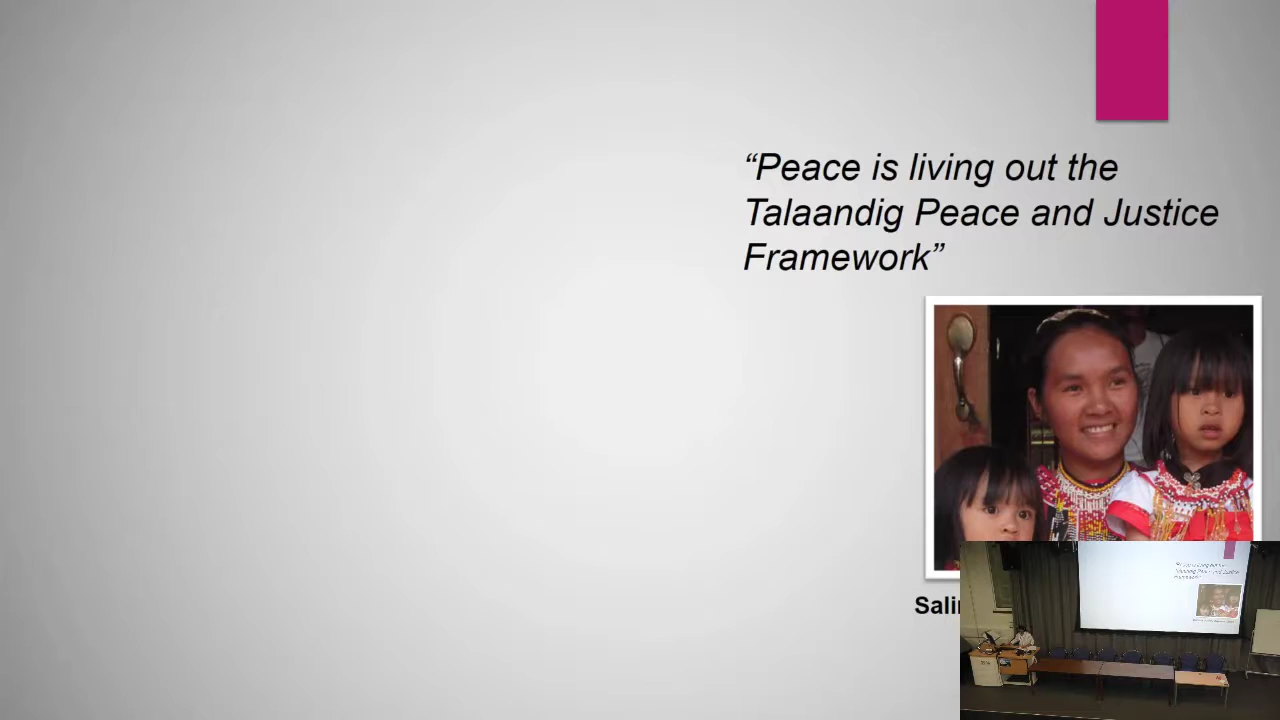 “Peace is living out the
Talaandig Peace and Justice
Framework”